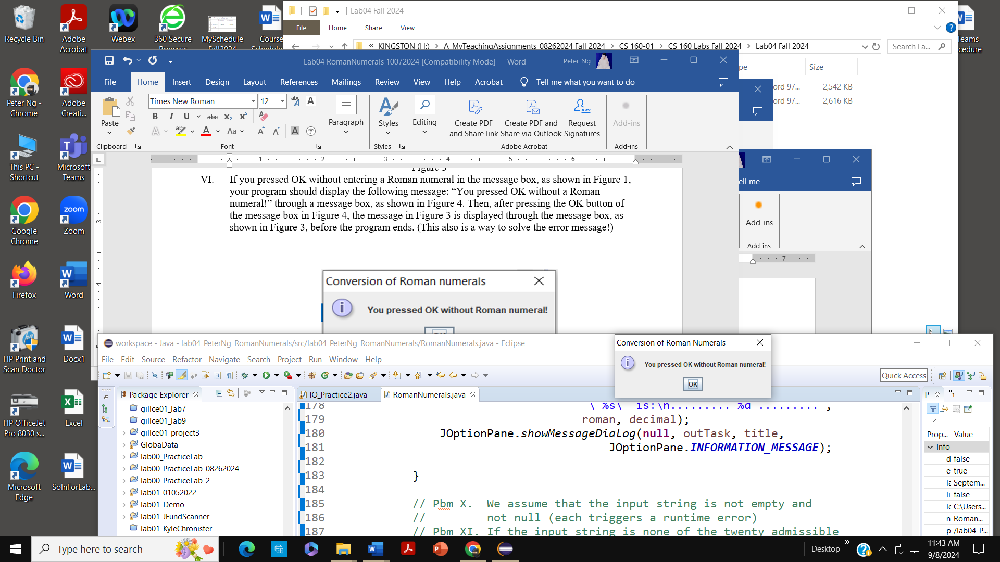 Recycle Bin
Adobe
Acrobat
Webex
360 Secure
Browser
MySchedule
Fall2024
Course
Schedule
Teams
cedure
Peter Ng -
Chrome
Adobe
Creati...
This PC -
Shortcut
Microsoft
Teams
Google
Chrome
Zoom
zoom
Firefox
Word
HP Print and
Scan Doctor
Docx1
HP OfficeJet
Pro 8030 s...
Excel
Microsoft
Edge
SolnForLab...
Lab04 Fall 2024
File Home Share View
« KINGSTON (H:) > A_MyTeachingAssignments_08262024 Fall 2024 > CS 160-01 > CS 160 Labs Fall 2024 > Lab04 Fall 2024
Search La...
pe Size
ord 97... 2,542 KB
ord 97... 2,616 KB
Lab04 RomanNumerals 10072024 [Compatibility Mode] - Word
Peter Ng
File Home Insert Design Layout References Mailings Review View Help Acrobat Tell me what you want to do
Times New Roman 12
Paste
Clipboard
Font
Paragraph
Styles
Styles
Editing
Create PDF
and Share link
Create PDF and
Share via Outlook
Request
Signatures
Adobe Acrobat
Add-ins
Add-ins
ell me
Add-ins
Add-ins
1 2 3 4 5 6
7
3
4
Figure 3
VI. If you pressed OK without entering a Roman numeral in the message box, as shown in Figure 1,
your program should display the following message: “You pressed OK without a Roman
numeral!” through a message box, as shown in Figure 4. Then, after pressing the OK button of
the message box in Figure 4, the message in Figure 3 is displayed through the message box, as
shown in Figure 3, before the program ends. (This also is a way to solve the error message!)
Conversion of Roman numerals
You pressed OK without Roman numeral!
workspace - Java - lab04_PeterNg_RomanNumerals/src/lab04_PeterNg_RomanNumerals/RomanNumerals.java - Eclipse
File Edit Source Refactor Navigate Search Project Run Window Help
Quick Access
Conversion of Roman Numerals
You pressed OK without Roman numeral!
OK
Package Explorer
gillce01_lab7
gillce01_lab9
gillce01-project3
GlobaData
lab00_PracticeLab
lab00_PracticeLab_08262024
lab00_PracticeLab_2
lab01_01052022
lab01_Demo
lab01_JFundScanner
lab01_KyleChronister
IO_Practice2.java
RomanNumerals.java
178 "\"%s\" is:\n......... %d .........",
179 roman, decimal);
180 JOptionPane.showMessageDialog(null, outTask, title,
181 JOptionPane.INFORMATION_MESSAGE);
182
183 }
184
185 // Pbm X. We assume that the input string is not empty and
186 // not null (each triggers a runtime error)
187 // Pbm XI. If the input string is none of the twenty admissible
P
Prop... Value
Info
d false
e true
la Septem...
li false
lo C:\Users...
n Roman...
p /lab04_P...
Type here to search
Desktop
11:43 AM
9/8/2024